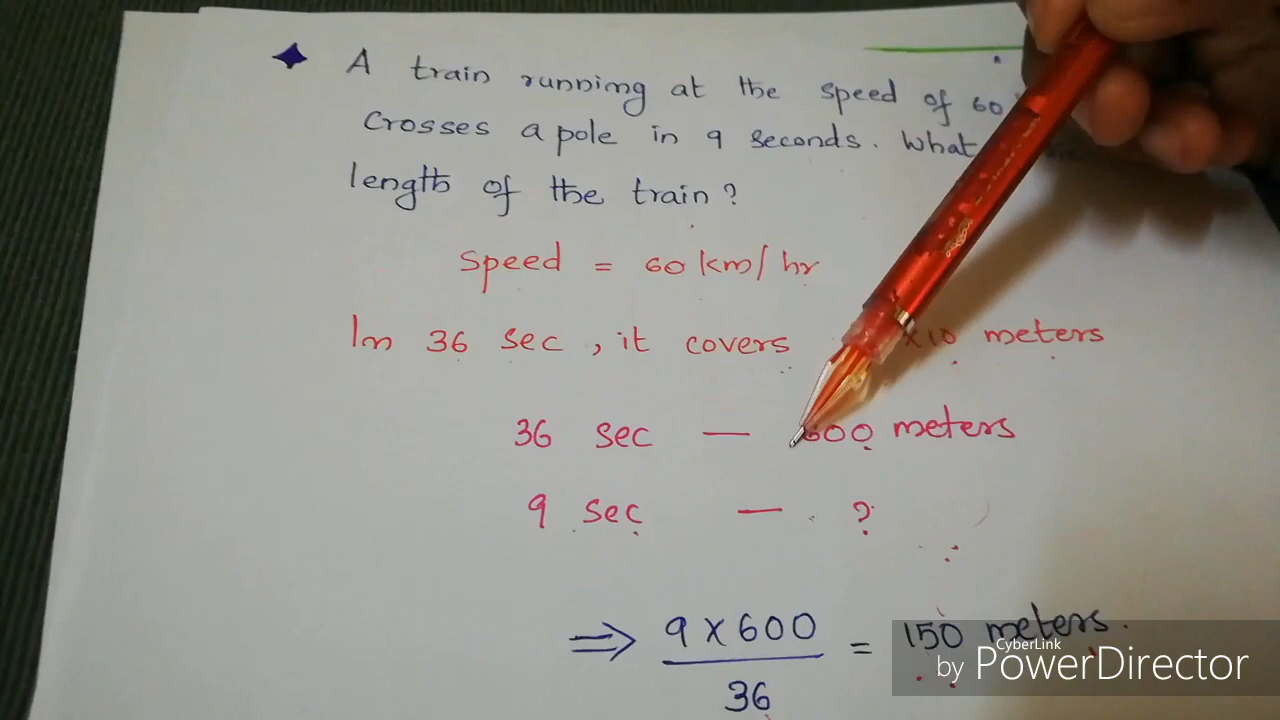 A train running at the speed of 60
Crosses a pole in 9 seconds. What
length of the train?
Speed = 60 km/hr
In 36 sec, it covers ×10 meters
36 sec — 600 meters
9 sec — ?
⇒ 9 × 600 / 36 = 150 meters.
CyberLink
by PowerDirector